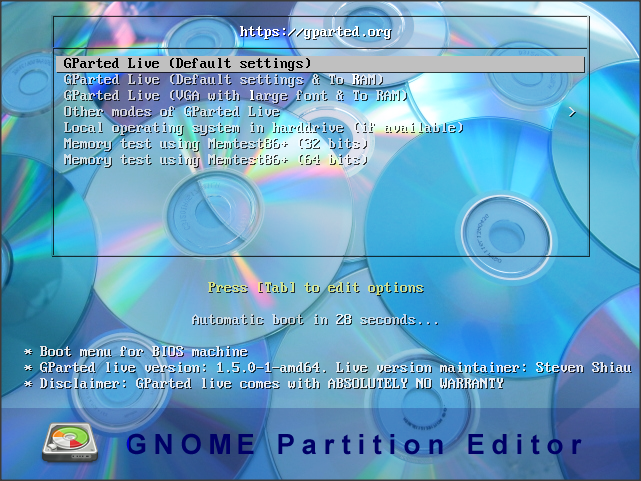 https://gparted.org
GParted Live (Default settings)
GParted Live (Default settings & To RAM)
GParted Live (VGA with large font & To RAM)
Other modes of GParted Live >
Local operating system in harddrive (if available)
Memory test using Memtest86+ (32 bits)
Memory test using Memtest86+ (64 bits)
Press [Tab] to edit options
Automatic boot in 28 seconds...
* Boot menu for BIOS machine
* GParted live version: 1.5.0-1-amd64. Live version maintainer: Steven Shiau
* Disclaimer: GParted live comes with ABSOLUTELY NO WARRANTY
GNOME Partition Editor